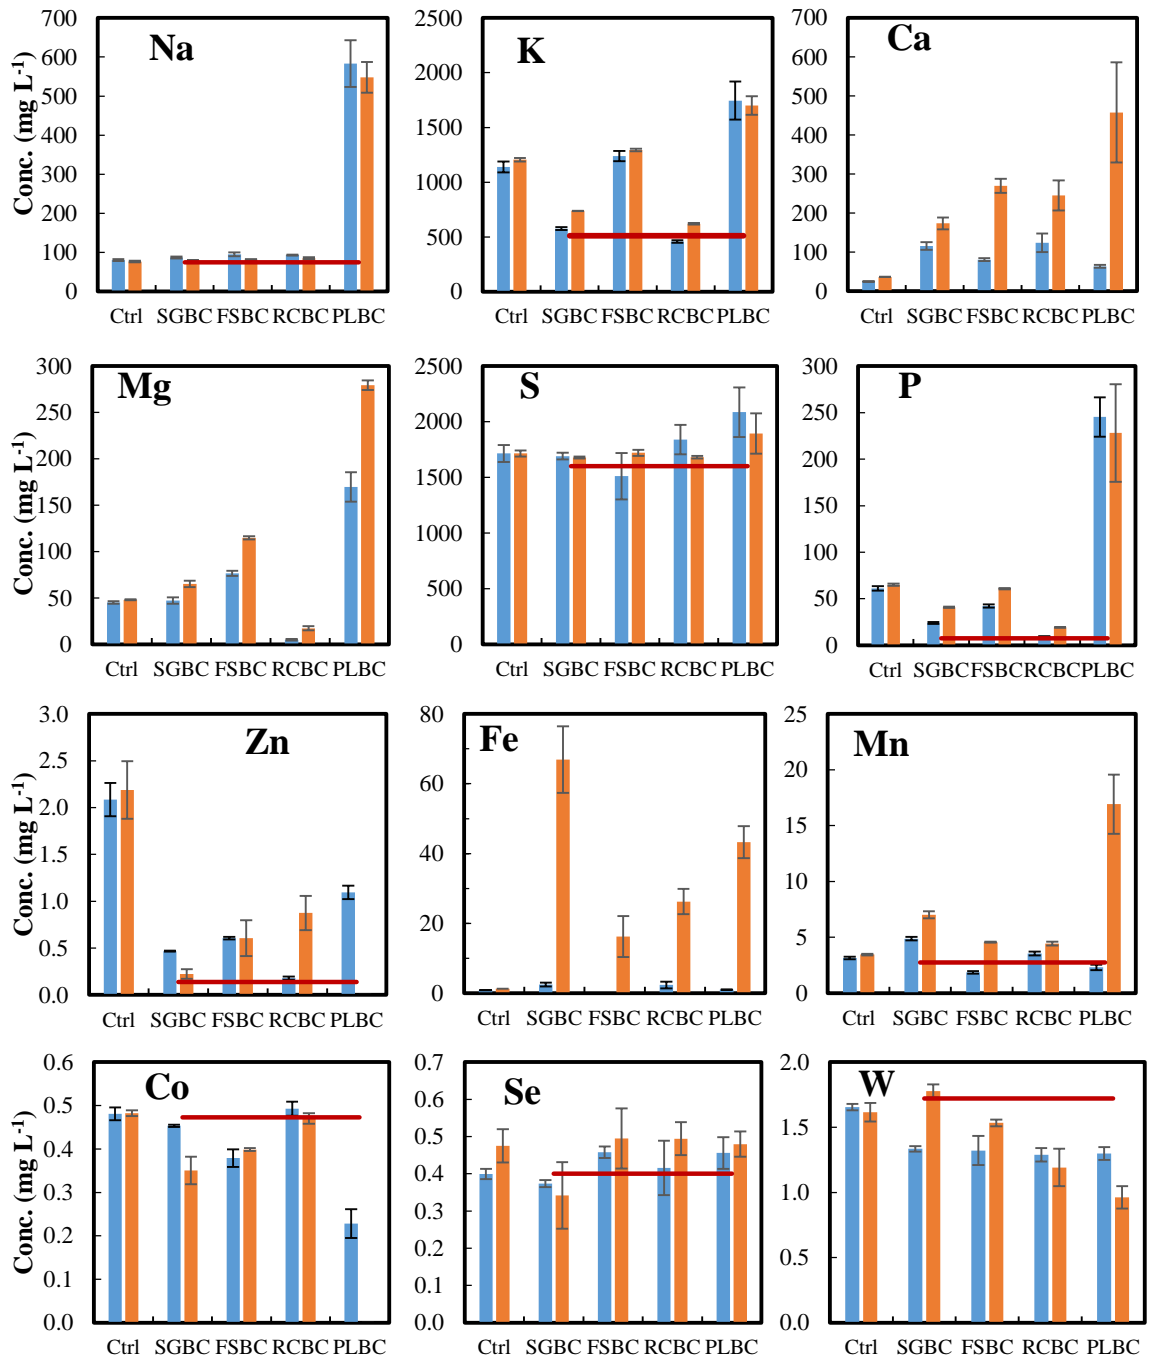 Na
Conc. (mg L-1)
700
600
500
400
300
200
100
0
Ctrl SGBC FSBC RCBC PLBC
K
2500
2000
1500
1000
500
0
Ctrl SGBC FSBC RCBC PLBC
Ca
700
600
500
400
300
200
100
0
Ctrl SGBC FSBC RCBC PLBC
Mg
Conc. (mg L-1)
300
250
200
150
100
50
0
Ctrl SGBC FSBC RCBC PLBC
S
2500
2000
1500
1000
500
0
Ctrl SGBC FSBC RCBC PLBC
P
300
250
200
150
100
50
0
Ctrl SGBC FSBC RCBC PLBC
Zn
Conc. (mg L-1)
3.0
2.5
2.0
1.5
1.0
0.5
0.0
Ctrl SGBC FSBC RCBC PLBC
Fe
80
60
40
20
0
Ctrl SGBC FSBC RCBC PLBC
Mn
25
20
15
10
5
0
Ctrl SGBC FSBC RCBC PLBC
Co
Conc. (mg L-1)
0.6
0.5
0.4
0.3
0.2
0.1
0.0
Ctrl SGBC FSBC RCBC PLBC
Se
0.7
0.6
0.5
0.4
0.3
0.2
0.1
0.0
Ctrl SGBC FSBC RCBC PLBC
W
2.0
1.5
1.0
0.5
0.0
Ctrl SGBC FSBC RCBC PLBC